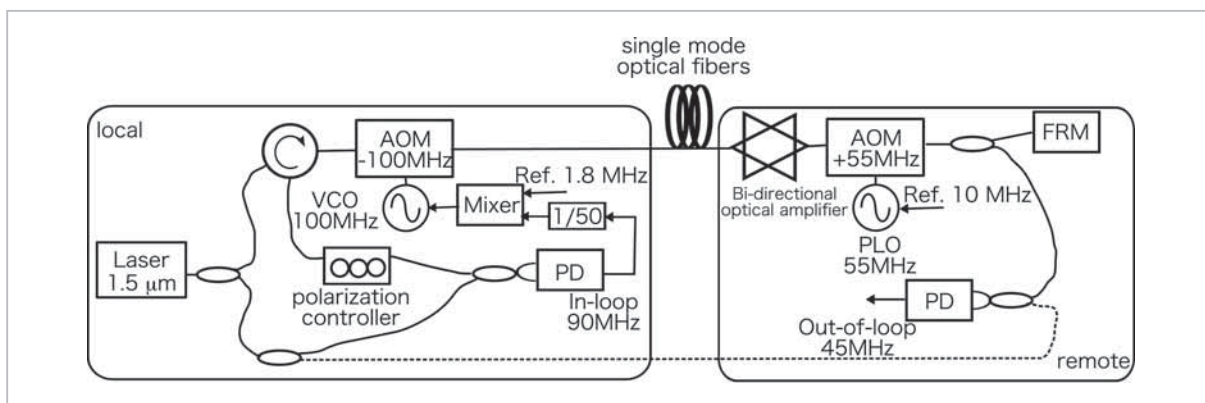 single mode
optical fibers
local
AOM
-100MHz
VCO
100MHz
Ref. 1.8 MHz
Mixer
1/50
Laser
1.5 μm
polarization
controller
PD
In-loop
90MHz
AOM
+55MHz
FRM
Bi-directional
optical amplifier
Ref. 10 MHz
PLO
55MHz
PD
Out-of-loop
45MHz
remote